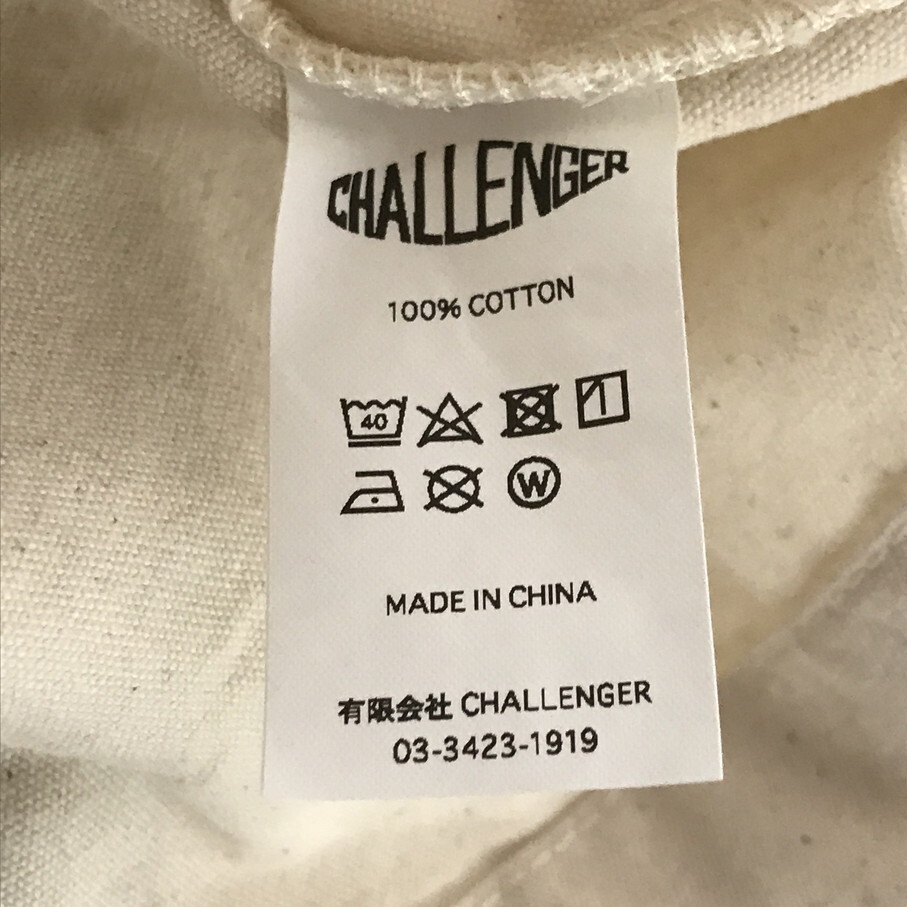 CHALLENGER
100% COTTON
40
W
MADE IN CHINA
有限会社 CHALLENGER
03-3423-1919